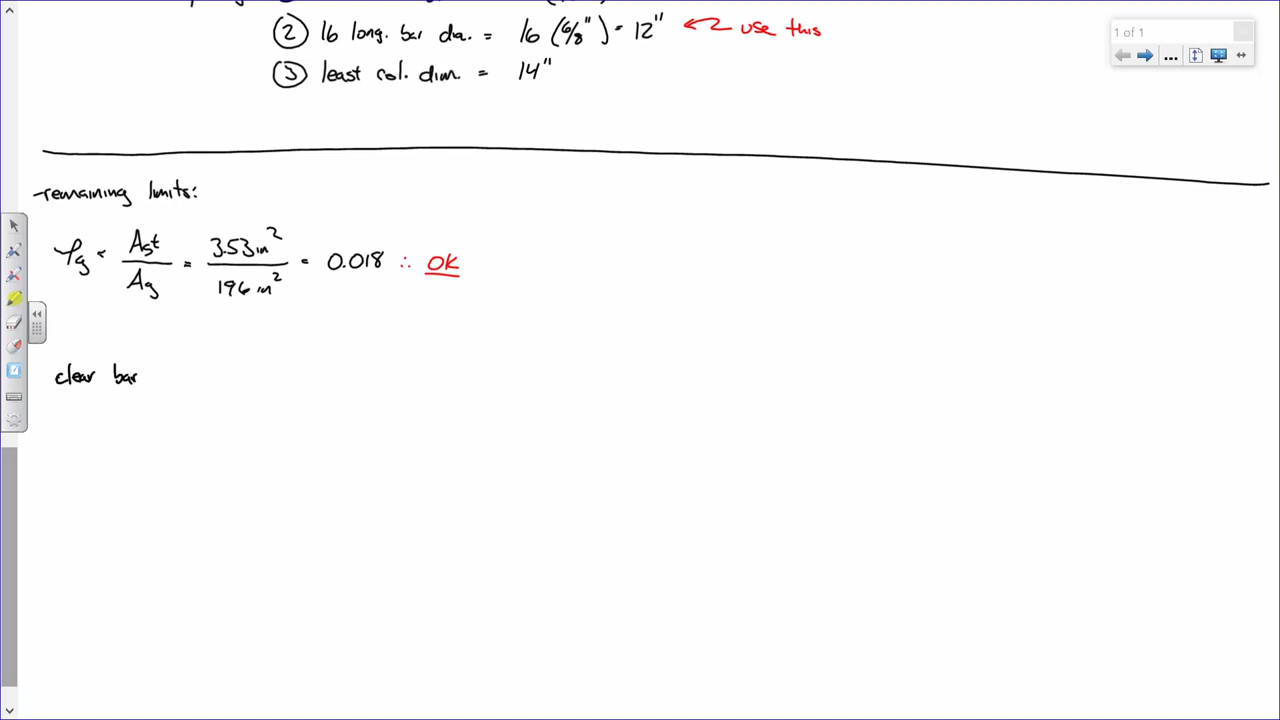 ② 16 long. bar dia. = 16 (6/8") = 12" use this
③ least col. dim. = 14"
1 of 1
remaining limits:
ρg = Ast / Ag = 3.53 in² / 196 in² = 0.018 ∴ OK
clear bar